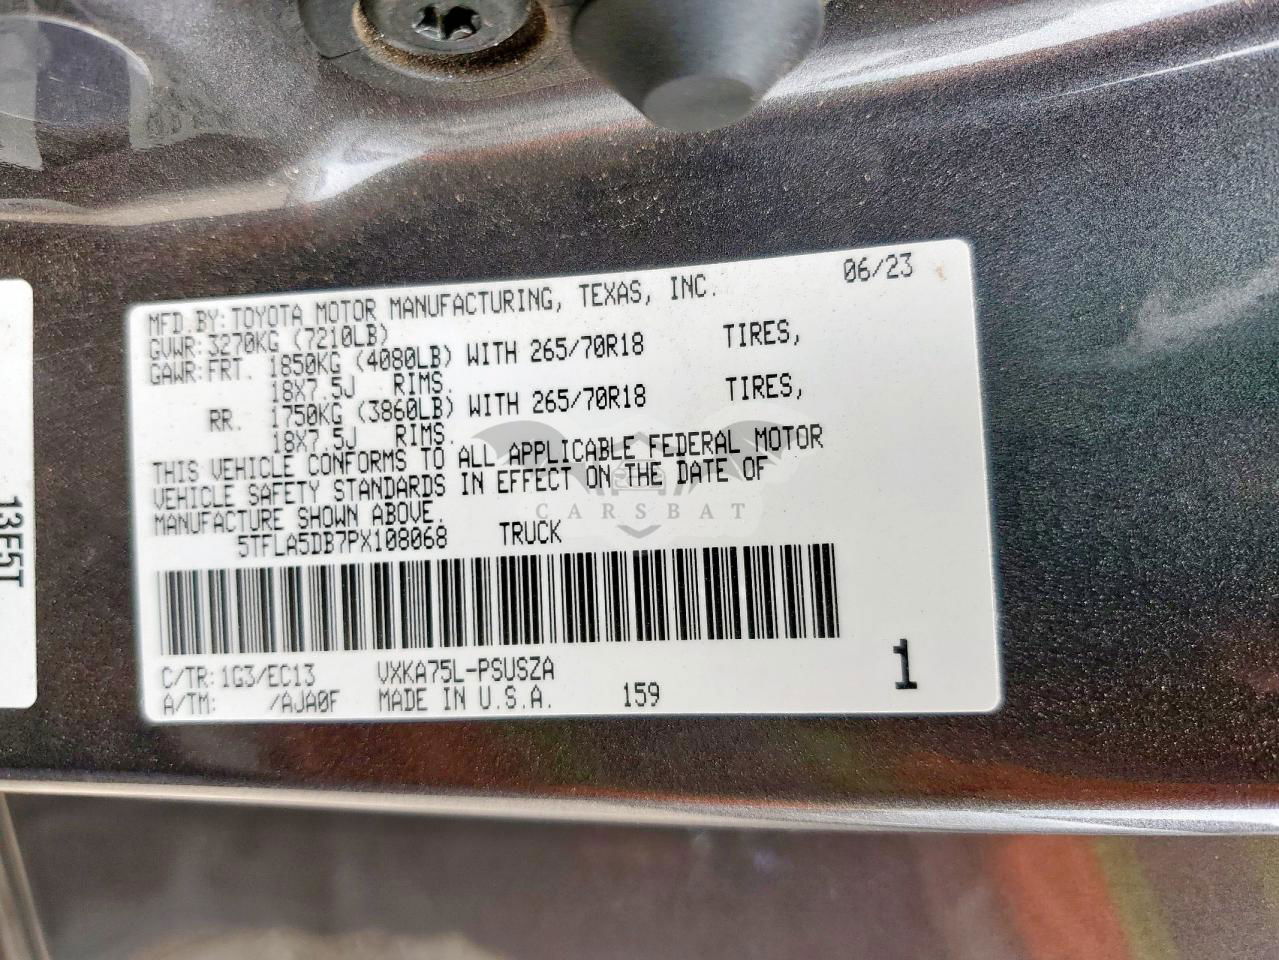 MFD.BY:TOYOTA MOTOR MANUFACTURING, TEXAS, INC. 06/23
GVWR:3270KG (7210LB)
GAWR:FRT. 1850KG (4080LB) WITH 265/70R18 TIRES,
18X7.5J RIMS.
RR. 1750KG (3860LB) WITH 265/70R18 TIRES,
18X7.5J RIMS.
THIS VEHICLE CONFORMS TO ALL APPLICABLE FEDERAL MOTOR
VEHICLE SAFETY STANDARDS IN EFFECT ON THE DATE OF
MANUFACTURE SHOWN ABOVE.
5TFLA5DB7PX108068 TRUCK
C/TR:1G3/EC13 VXKA75L-PSUSZA
A/TM: /AJA0F MADE IN U.S.A. 159
1
13E5T
CARSBAT